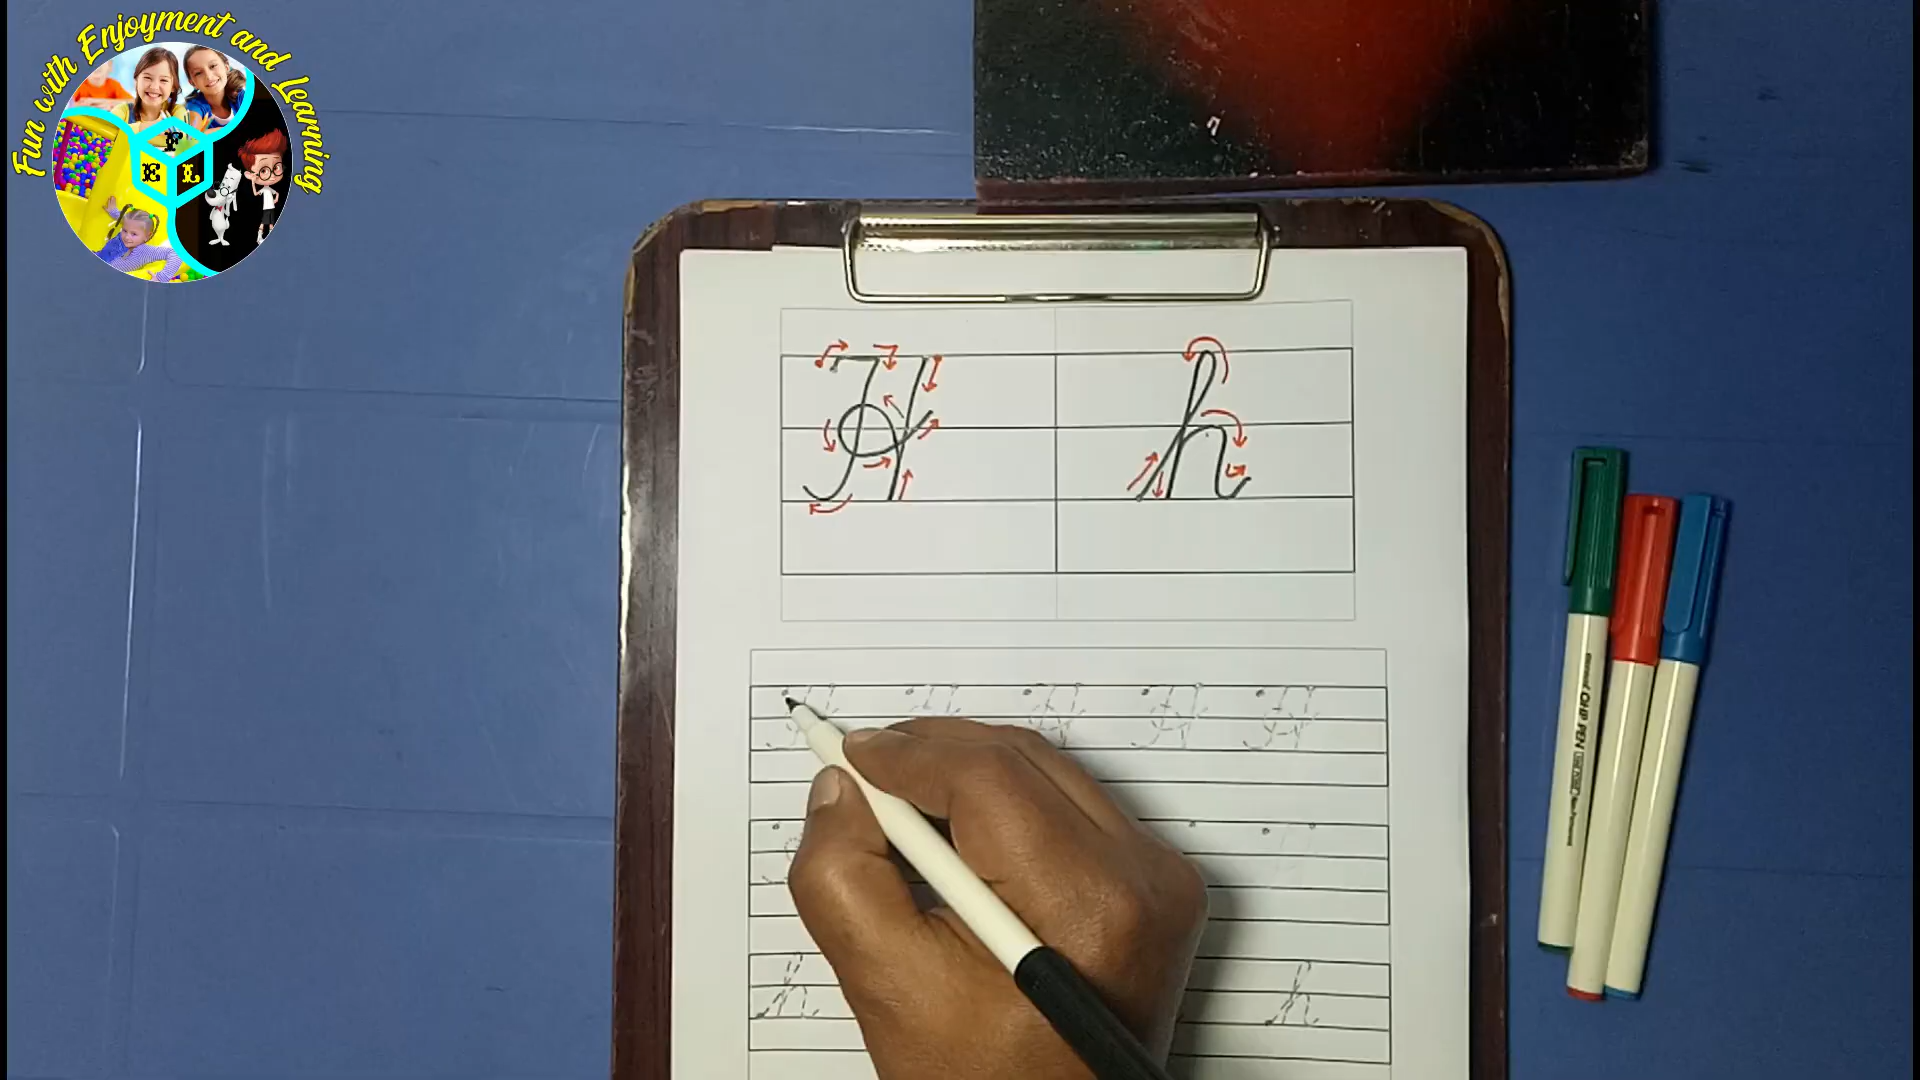 Fun with Enjoyment and Learning
F
E L
H h
H H H H H
h h
OHP PEN